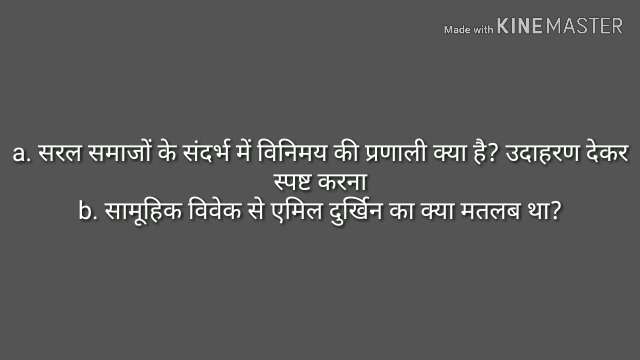 Made with KINEMASTER
a. सरल समाजों के संदर्भ में विनिमय की प्रणाली क्या है? उदाहरण देकर
स्पष्ट करना
b. सामूहिक विवेक से एमिल दुर्खिन का क्या मतलब था?